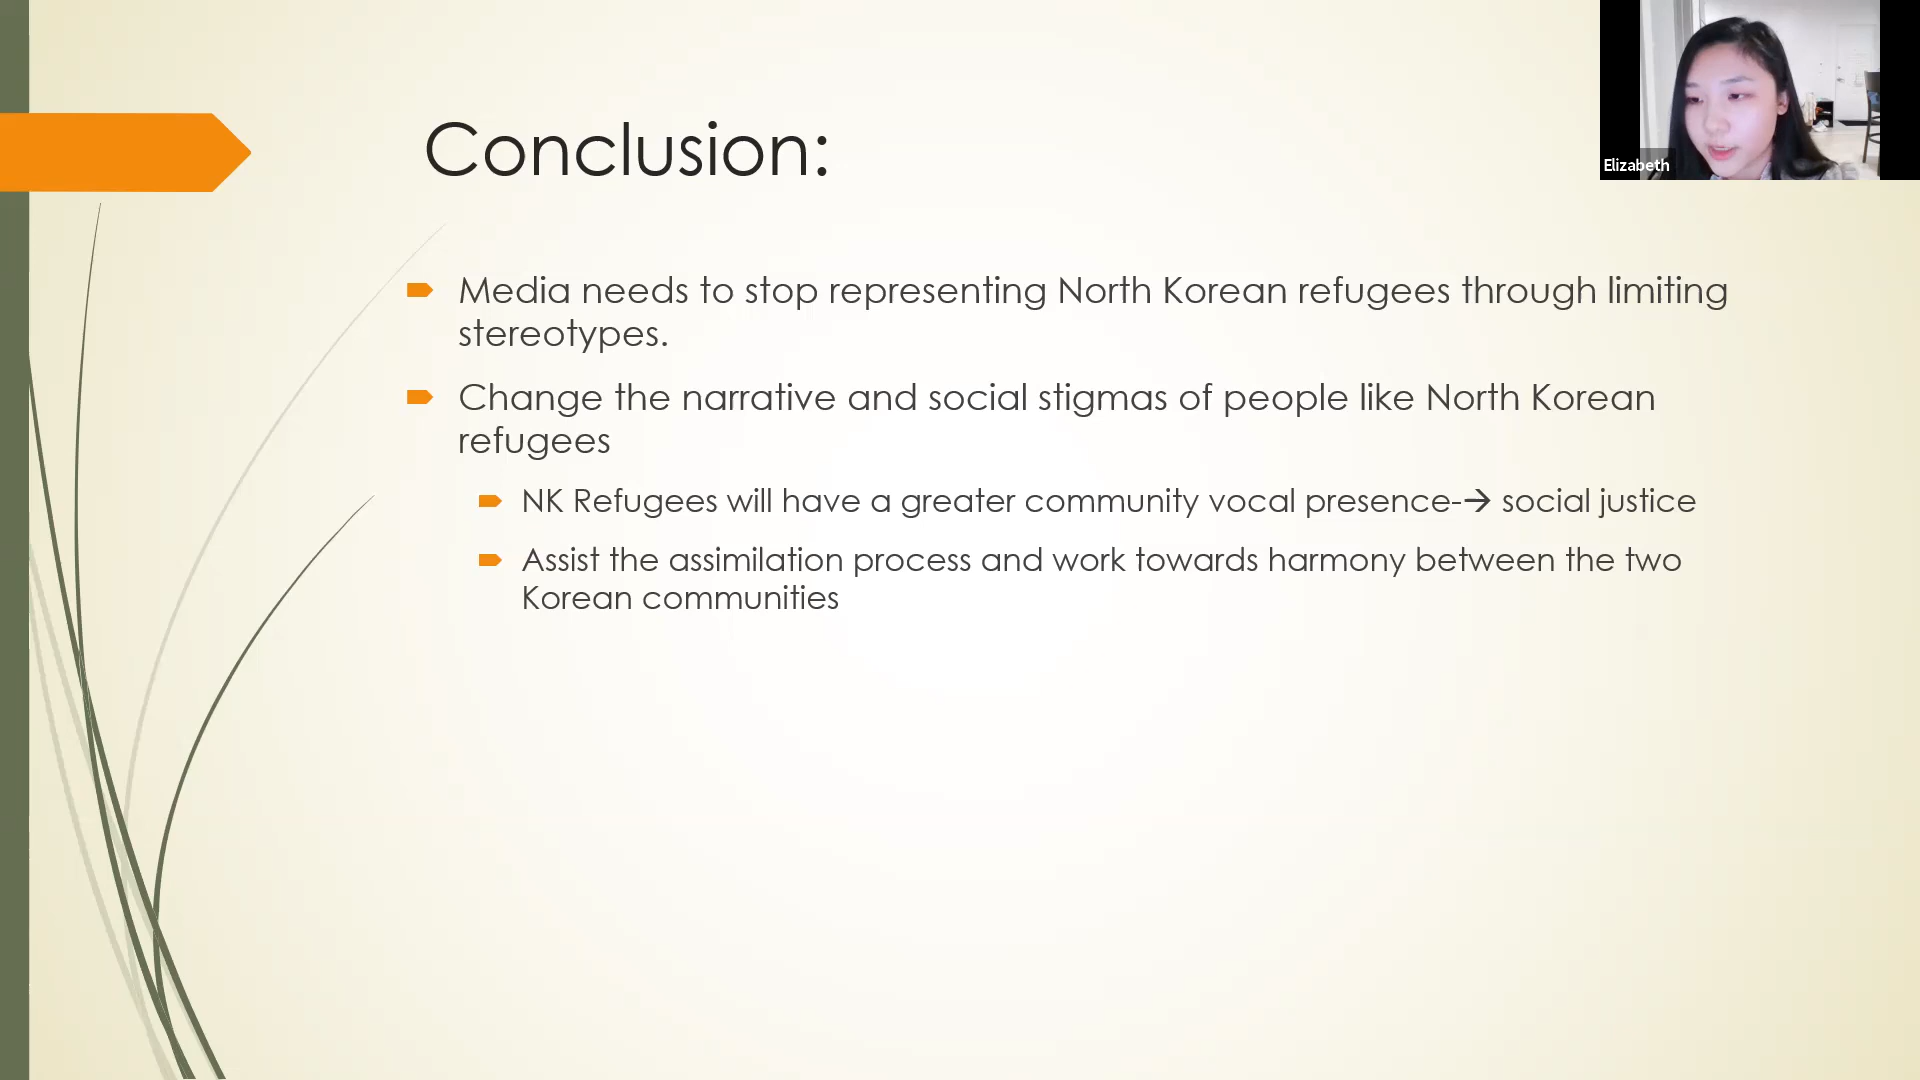 Conclusion:
Elizabeth
Media needs to stop representing North Korean refugees through limiting
stereotypes.
Change the narrative and social stigmas of people like North Korean
refugees
NK Refugees will have a greater community vocal presence-→ social justice
Assist the assimilation process and work towards harmony between the two
Korean communities